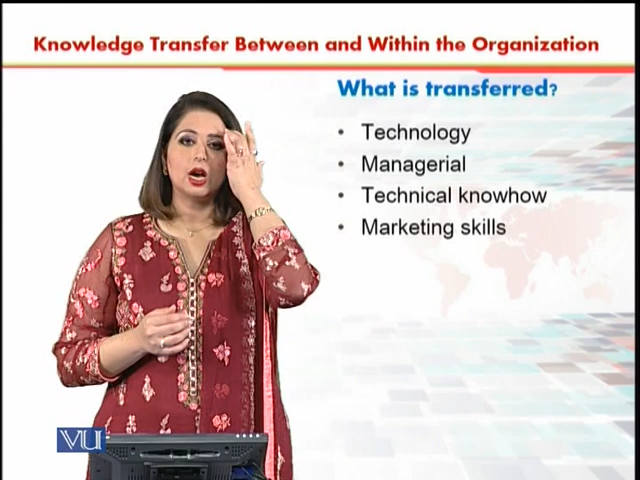 Knowledge Transfer Between and Within the Organization
What is transferred?
• Technology
• Managerial
• Technical knowhow
• Marketing skills
VU